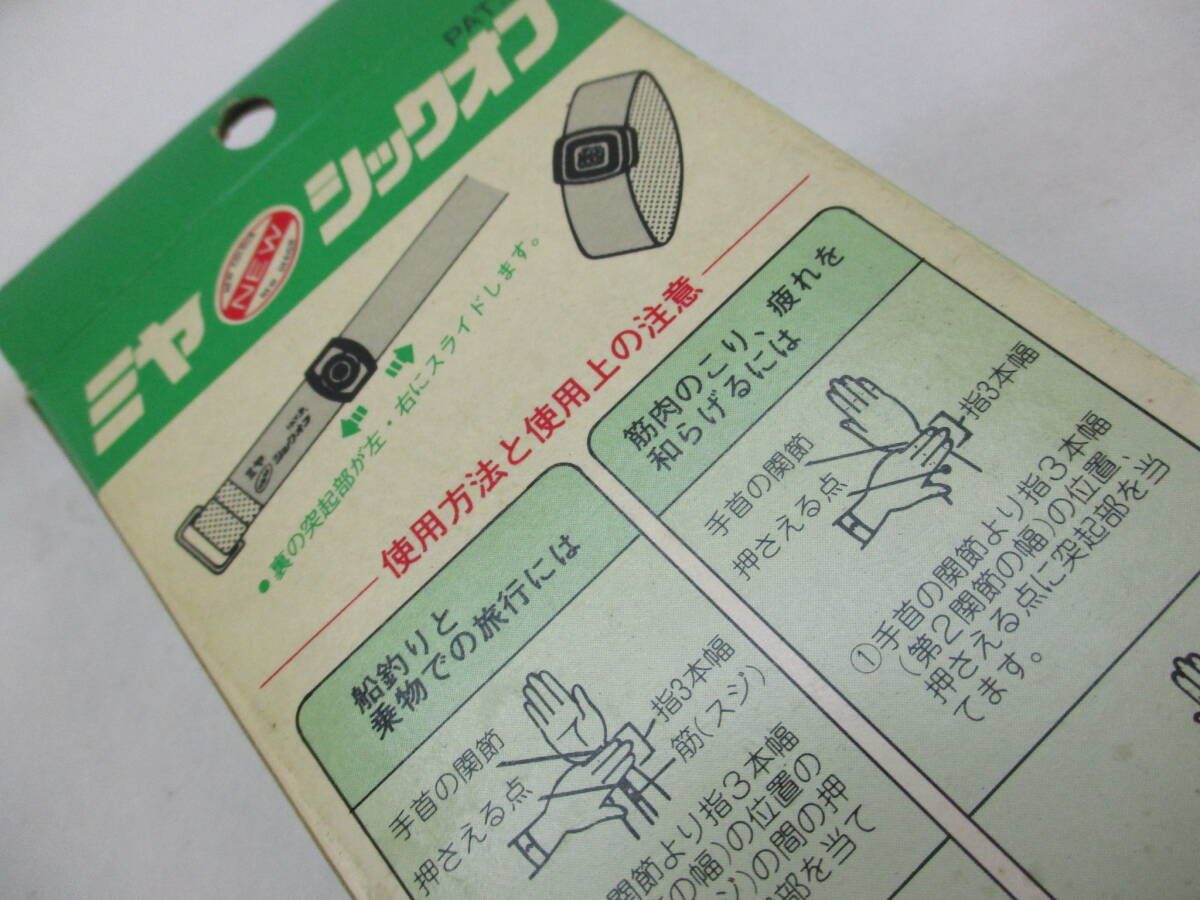 PAT
ミヤ NEW シックオフ
●裏の突起部が左・右にスライドします。
ミヤ
シックオフ
使用方法と使用上の注意
船釣りと
乗物での旅行には
手首の関節
押さえる点
指3本幅
筋(スジ)
関節より指3本幅
の幅)の位置の
ジ)の間の押
部を当て
筋肉のこり、疲れを
和らげるには
手首の関節
押さえる点
指3本幅
①手首の関節より指3本幅
(第2関節の幅)の位置、
押さえる点に突起部を当
てます。